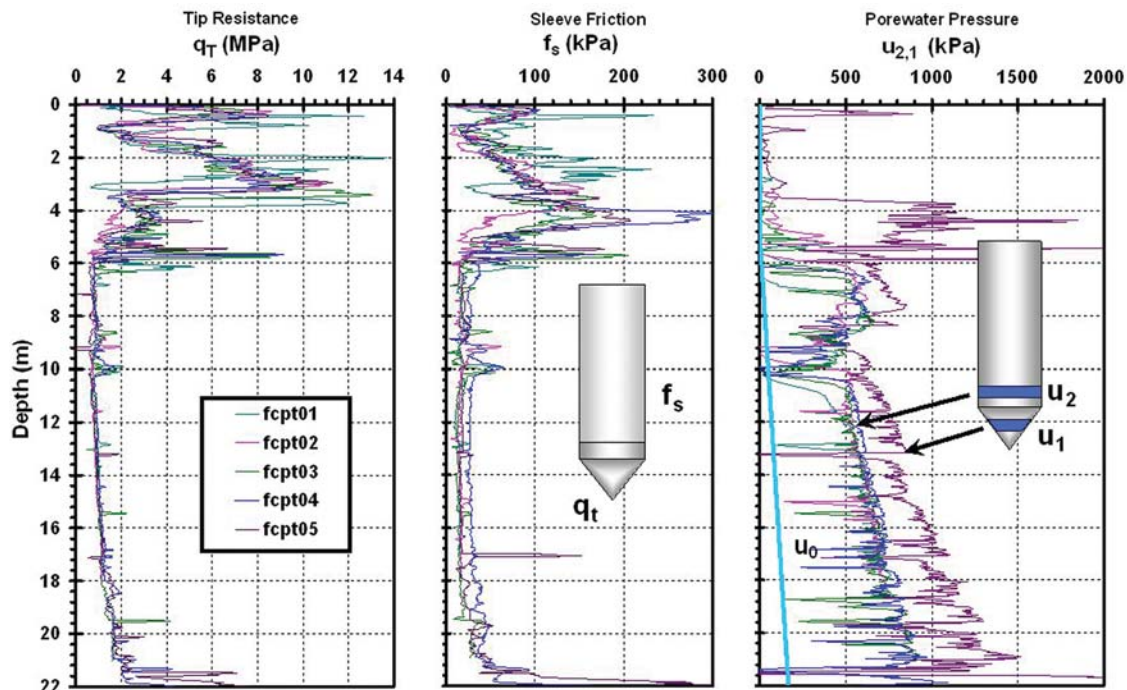 Tip Resistance
qT (MPa)
0 2 4 6 8 10 12 14
Sleeve Friction
fs (kPa)
0 100 200 300
Porewater Pressure
u2,1 (kPa)
0 500 1000 1500 2000
Depth (m)
0
2
4
6
8
10
12
14
16
18
20
22
fcpt01
fcpt02
fcpt03
fcpt04
fcpt05
fs
qt
u2
u1
u0